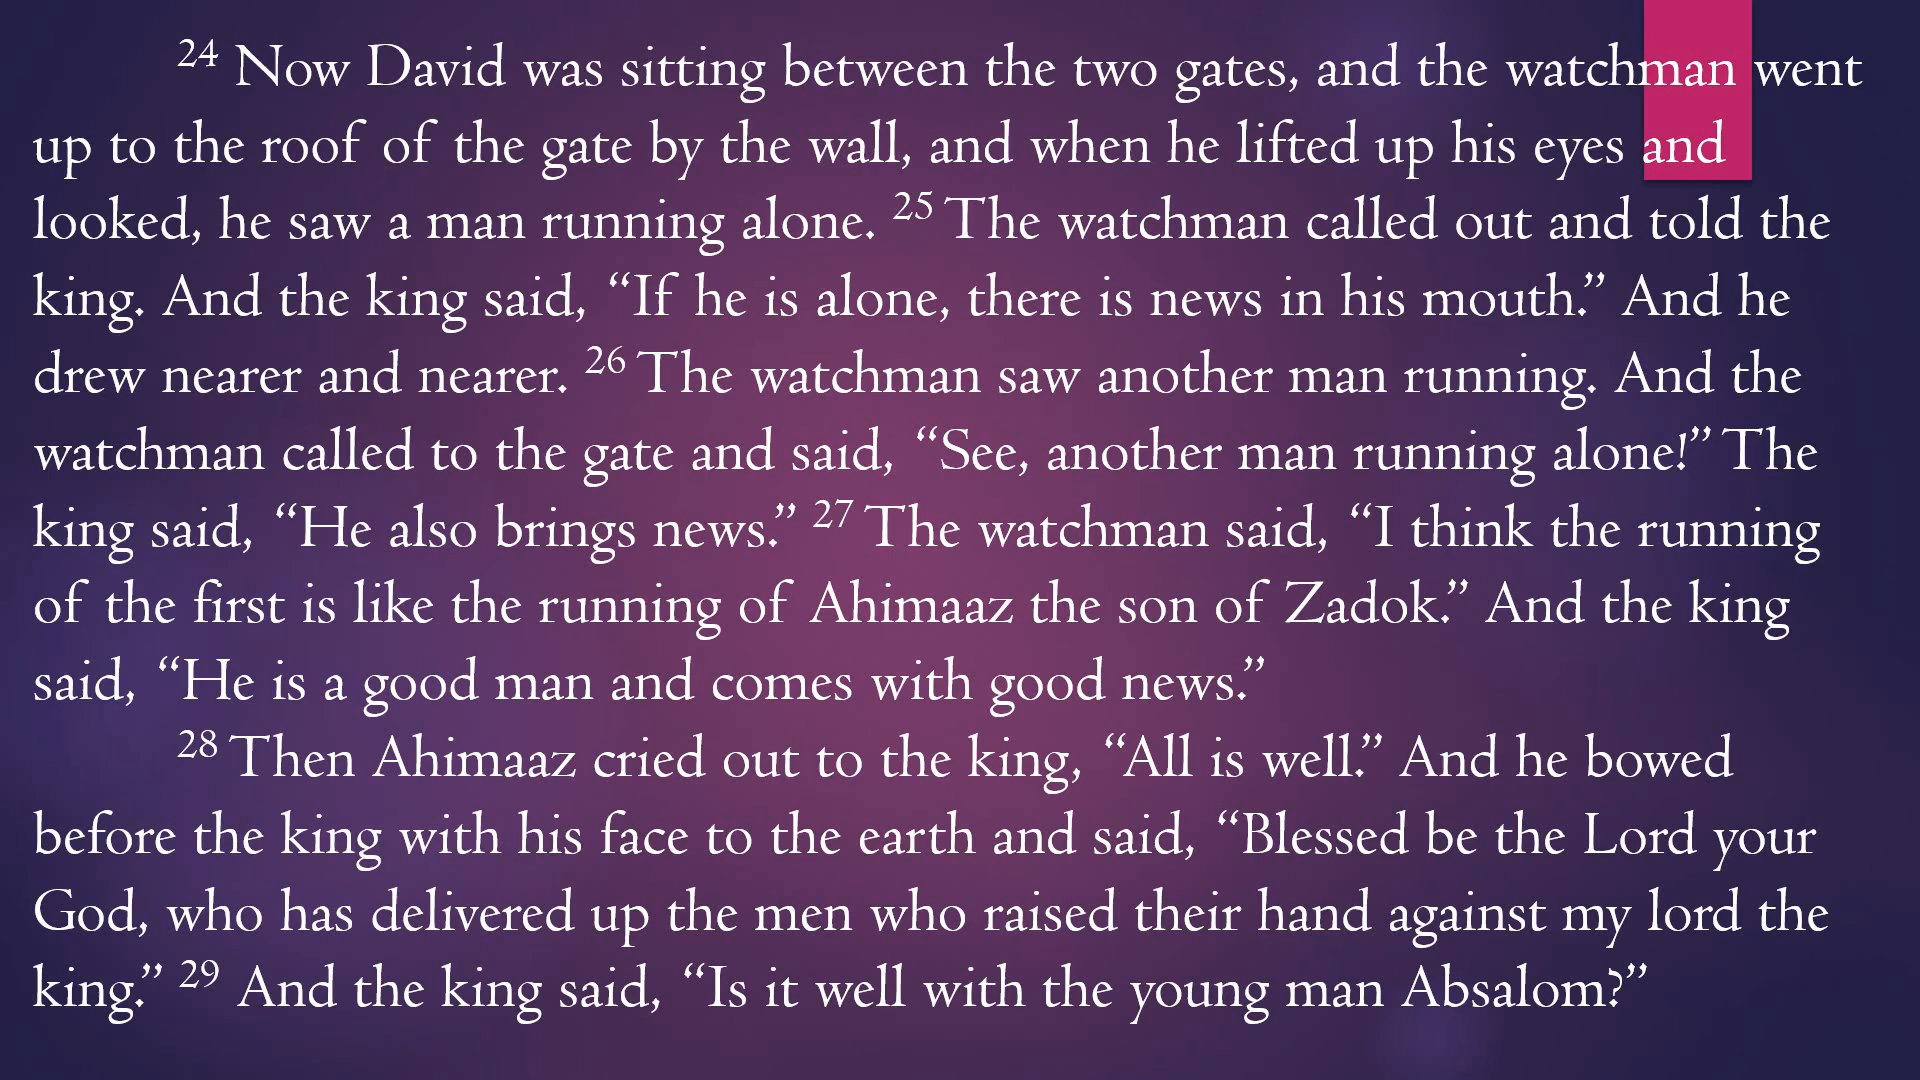 24 Now David was sitting between the two gates, and the watchman went
up to the roof of the gate by the wall, and when he lifted up his eyes and
looked, he saw a man running alone. 25 The watchman called out and told the
king. And the king said, “If he is alone, there is news in his mouth.” And he
drew nearer and nearer. 26 The watchman saw another man running. And the
watchman called to the gate and said, “See, another man running alone!” The
king said, “He also brings news.” 27 The watchman said, “I think the running
of the first is like the running of Ahimaaz the son of Zadok.” And the king
said, “He is a good man and comes with good news.”
28 Then Ahimaaz cried out to the king, “All is well.” And he bowed
before the king with his face to the earth and said, “Blessed be the Lord your
God, who has delivered up the men who raised their hand against my lord the
king.” 29 And the king said, “Is it well with the young man Absalom?”